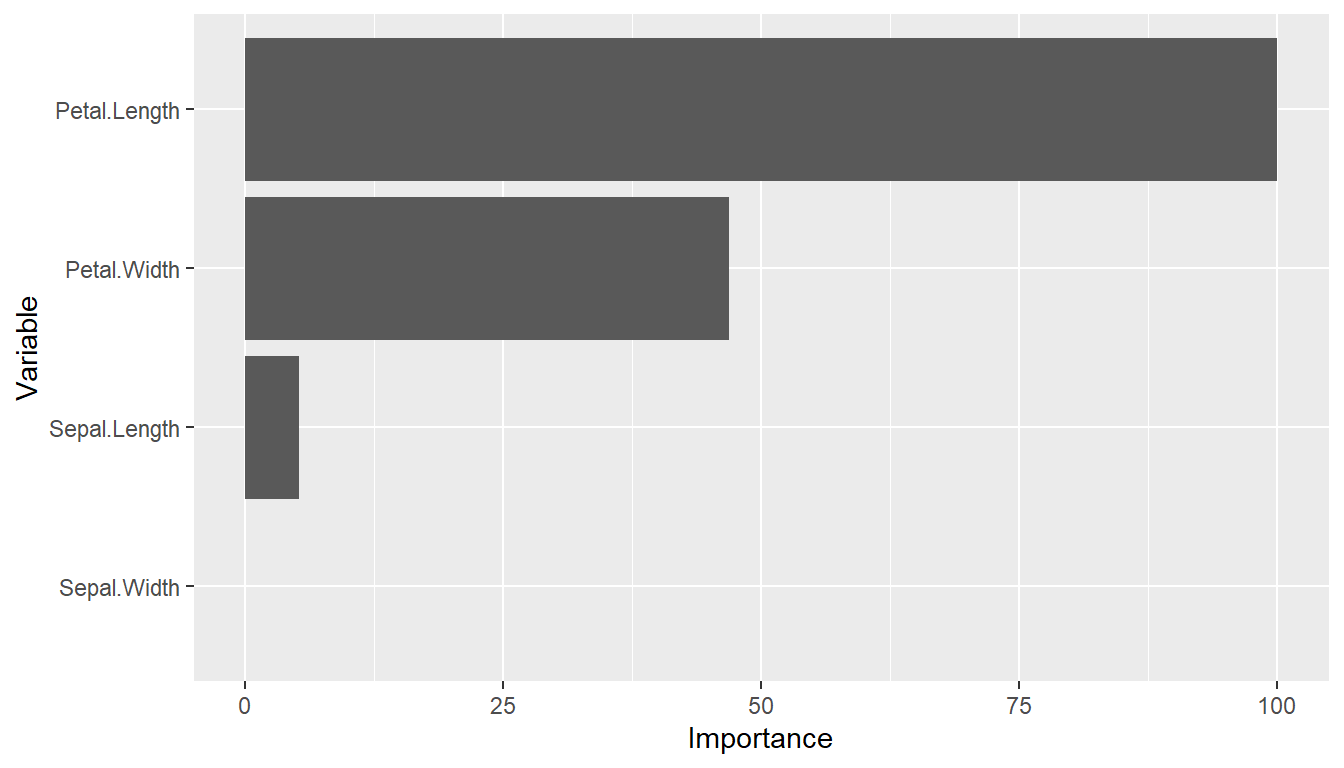 Petal.Length
Petal.Width
Sepal.Length
Sepal.Width
Variable
0 25 50 75 100
Importance